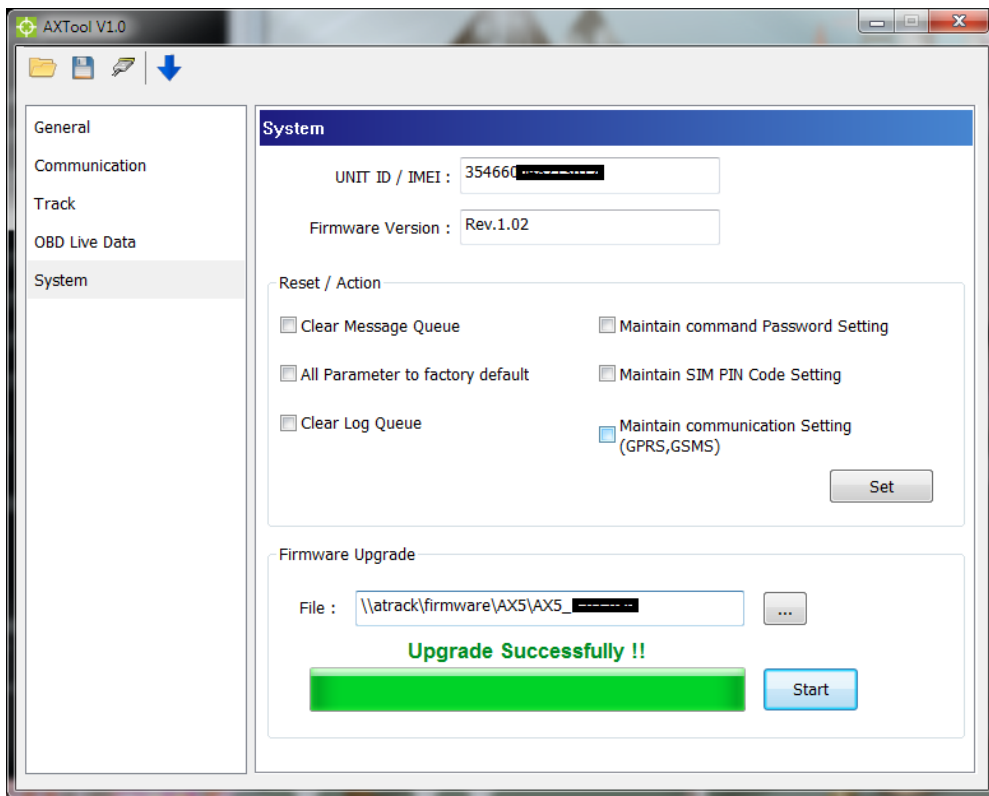 AXTool V1.0
General
Communication
Track
OBD Live Data
System
System
UNIT ID / IMEI : 354660
Firmware Version : Rev.1.02
Reset / Action
Clear Message Queue
Maintain command Password Setting
All Parameter to factory default
Maintain SIM PIN Code Setting
Clear Log Queue
Maintain communication Setting
(GPRS,GSMS)
Set
Firmware Upgrade
File : \\atrack\firmware\AX5\AX5_
...
Upgrade Successfully !!
Start